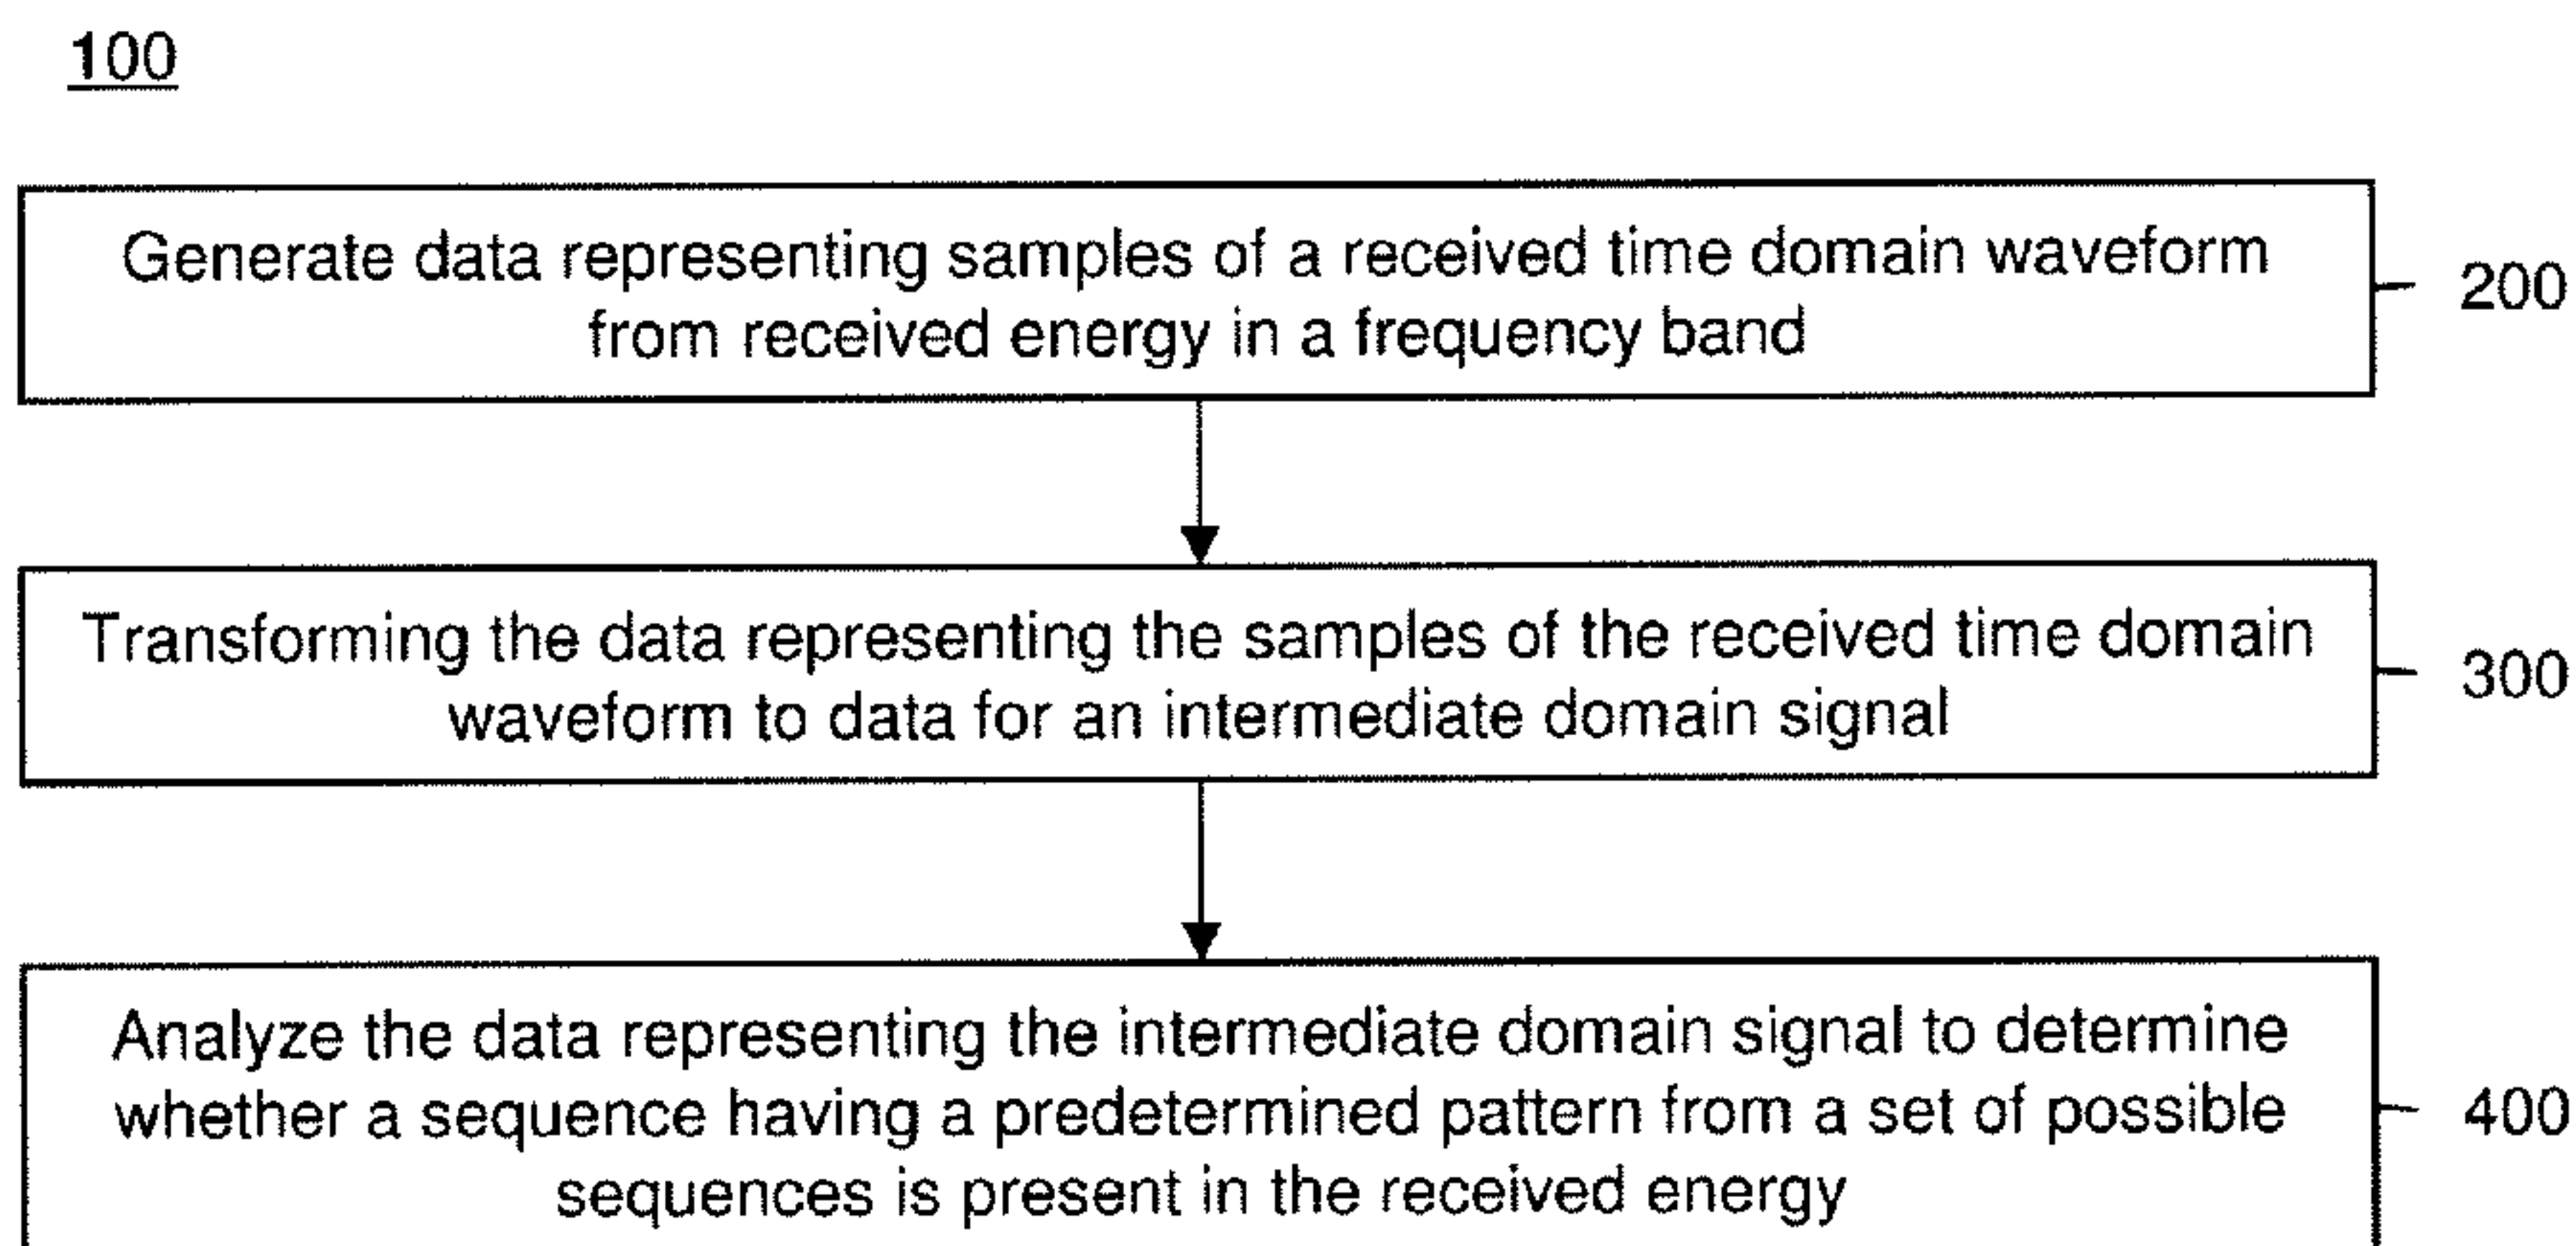 100
Generate data representing samples of a received time domain waveform
from received energy in a frequency band
200
Transforming the data representing the samples of the received time domain
waveform to data for an intermediate domain signal
300
Analyze the data representing the intermediate domain signal to determine
whether a sequence having a predetermined pattern from a set of possible
sequences is present in the received energy
400